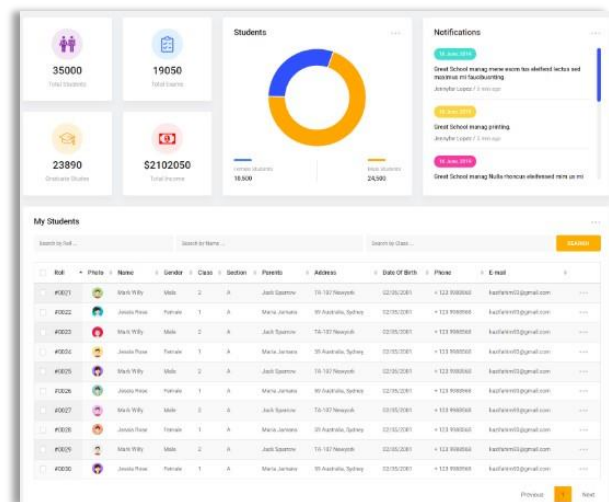 35000
Total Students
19050
Total Exams
23890
Graduate Studes
$2102050
Total Income
Students
Female Students
10,500
Male Students
24,500
Notifications
16 June, 2019
Great School manag mene esom tus eleifend lectus sed
maximus mi faucibusnting.
Jennyfar Lopez / 5 min ago
16 June, 2019
Great School manag printing.
Jennyfar Lopez / 5 min ago
16 June, 2019
Great School manag Nulla rhoncus eleifensed mim us mi
My Students
Search by Roll ...
Search by Name ...
Search by Class ...
SEARCH
Roll Photo Name Gender Class Section Parents Address Date Of Birth Phone E-mail
#0021 Mark Willy Male 2 A Jack Sparrow TA-107 Newyork 02/05/2001 + 123 9988568 kazifahim93@gmail.com
#0022 Jessia Rose Female 1 A Maria Jamans 59 Australia, Sydney 02/05/2001 + 123 9988568 kazifahim93@gmail.com
#0023 Mark Willy Male 2 A Jack Sparrow TA-107 Newyork 02/05/2001 + 123 9988568 kazifahim93@gmail.com
#0024 Jessia Rose Female 1 A Maria Jamans 59 Australia, Sydney 02/05/2001 + 123 9988568 kazifahim93@gmail.com
#0025 Mark Willy Male 2 A Jack Sparrow TA-107 Newyork 02/05/2001 + 123 9988568 kazifahim93@gmail.com
#0026 Jessia Rose Female 1 A Maria Jamans 59 Australia, Sydney 02/05/2001 + 123 9988568 kazifahim93@gmail.com
#0027 Mark Willy Male 2 A Jack Sparrow TA-107 Newyork 02/05/2001 + 123 9988568 kazifahim93@gmail.com
#0028 Jessia Rose Female 1 A Maria Jamans 59 Australia, Sydney 02/05/2001 + 123 9988568 kazifahim93@gmail.com
#0029 Mark Willy Male 2 A Jack Sparrow TA-107 Newyork 02/05/2001 + 123 9988568 kazifahim93@gmail.com
#0030 Jessia Rose Female 1 A Maria Jamans 59 Australia, Sydney 02/05/2001 + 123 9988568 kazifahim93@gmail.com
Previous 1 Next